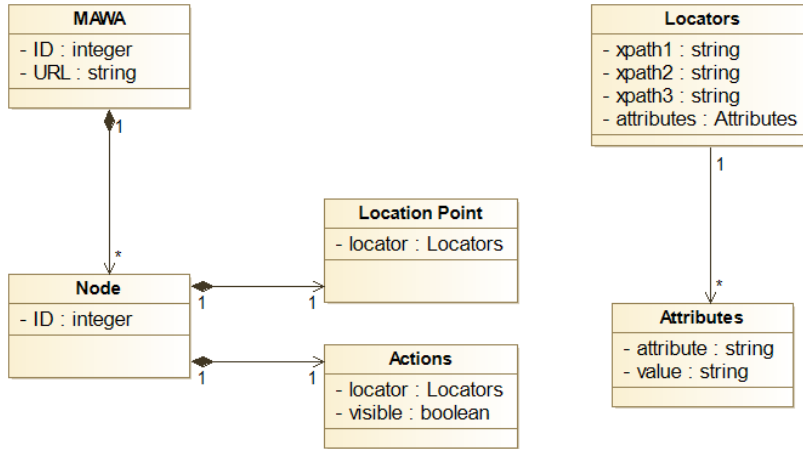 MAWA
- ID : integer
- URL : string
1
*
Node
- ID : integer
1
1
Location Point
- locator : Locators
1
1
Actions
- locator : Locators
- visible : boolean
Locators
- xpath1 : string
- xpath2 : string
- xpath3 : string
- attributes : Attributes
1
*
Attributes
- attribute : string
- value : string